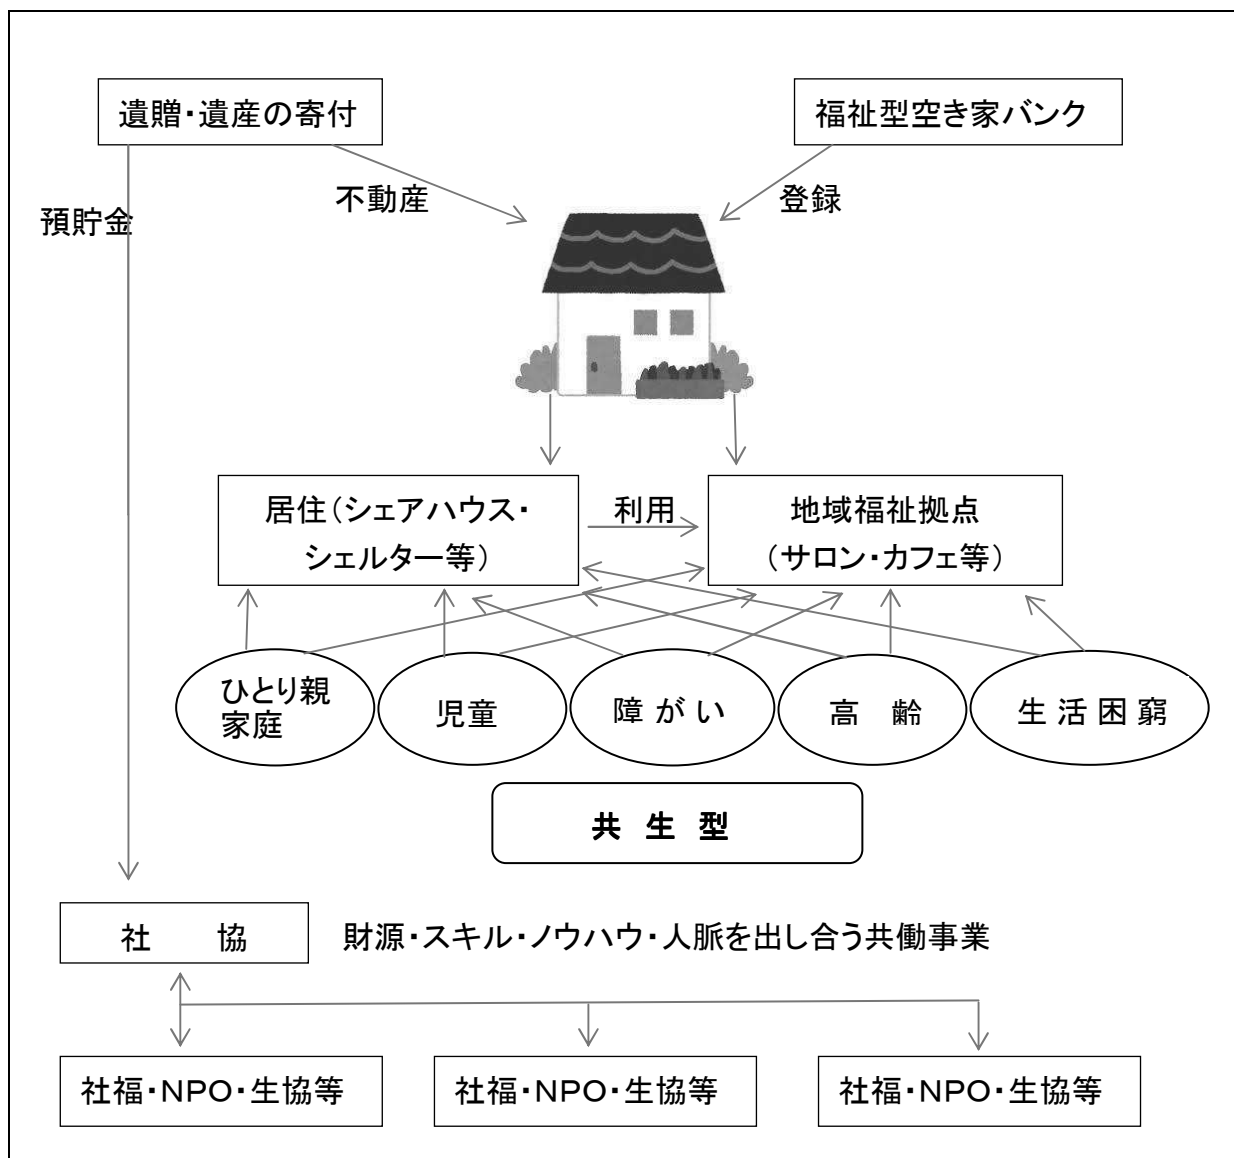 遺贈・遺産の寄付
福祉型空き家バンク
預貯金
不動産
登録
居住（シェアハウス・
シェルター等）
利用
地域福祉拠点
（サロン・カフェ等）
ひとり親
家庭
児童
障がい
高　齢
生活困窮
共生型
社　　協
財源・スキル・ノウハウ・人脈を出し合う共働事業
社福・NPO・生協等
社福・NPO・生協等
社福・NPO・生協等